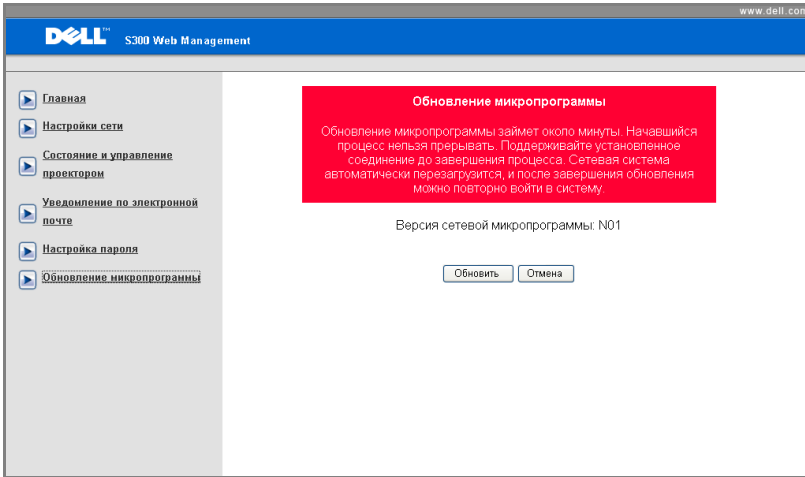 www.dell.com
DELL™ S300 Web Management
Главная
Настройки сети
Состояние и управление
проектором
Уведомление по электронной
почте
Настройка пароля
Обновление микропрограммы
Обновление микропрограммы
Обновление микропрограммы займет около минуты. Начавшийся
процесс нельзя прерывать. Поддерживайте установленное
соединение до завершения процесса. Сетевая система
автоматически перезагрузится, и после завершения обновления
можно повторно войти в систему.
Версия сетевой микропрограммы: N01
Обновить Отмена